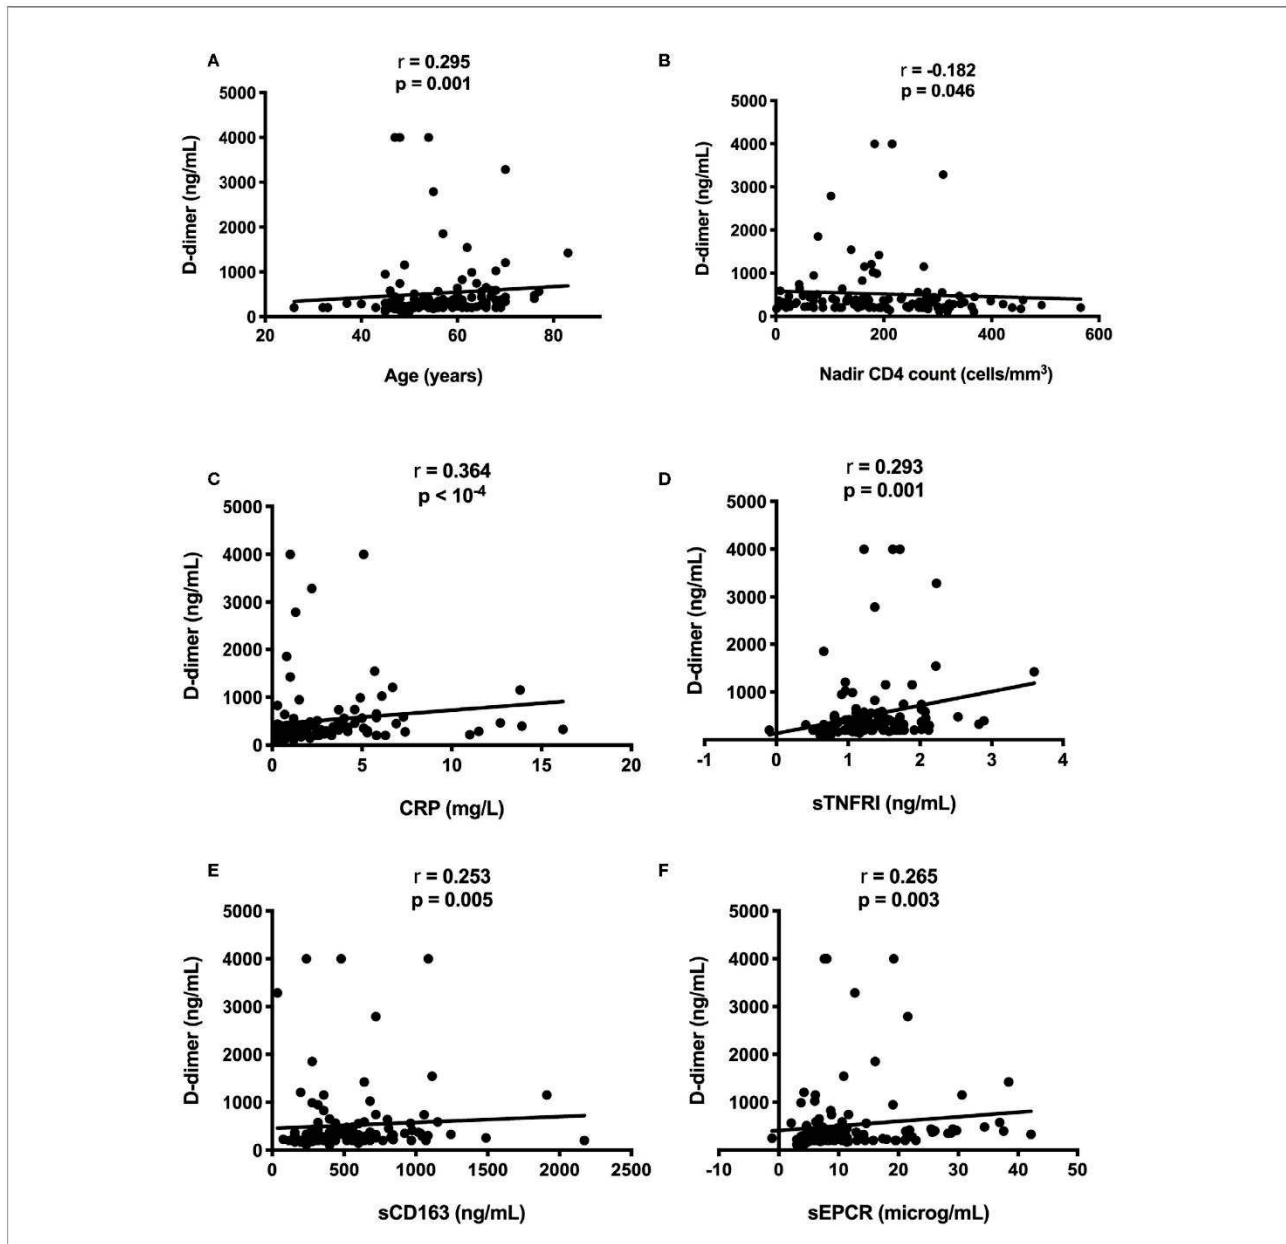 A
r = 0.295
p = 0.001
5000
4000
3000
2000
1000
0
D-dimer (ng/mL)
20 40 60 80
Age (years)
B
r = -0.182
p = 0.046
5000
4000
3000
2000
1000
0
D-dimer (ng/mL)
0 200 400 600
Nadir CD4 count (cells/mm³)
C
r = 0.364
p < 10⁻⁴
5000
4000
3000
2000
1000
0
D-dimer (ng/mL)
0 5 10 15 20
CRP (mg/L)
D
r = 0.293
p = 0.001
5000
4000
3000
2000
1000
D-dimer (ng/mL)
-1 0 1 2 3 4
sTNFRI (ng/mL)
E
r = 0.253
p = 0.005
5000
4000
3000
2000
1000
0
D-dimer (ng/mL)
0 500 1000 1500 2000 2500
sCD163 (ng/mL)
F
r = 0.265
p = 0.003
5000
4000
3000
2000
1000
D-dimer (ng/mL)
-10 0 10 20 30 40 50
sEPCR (microg/mL)